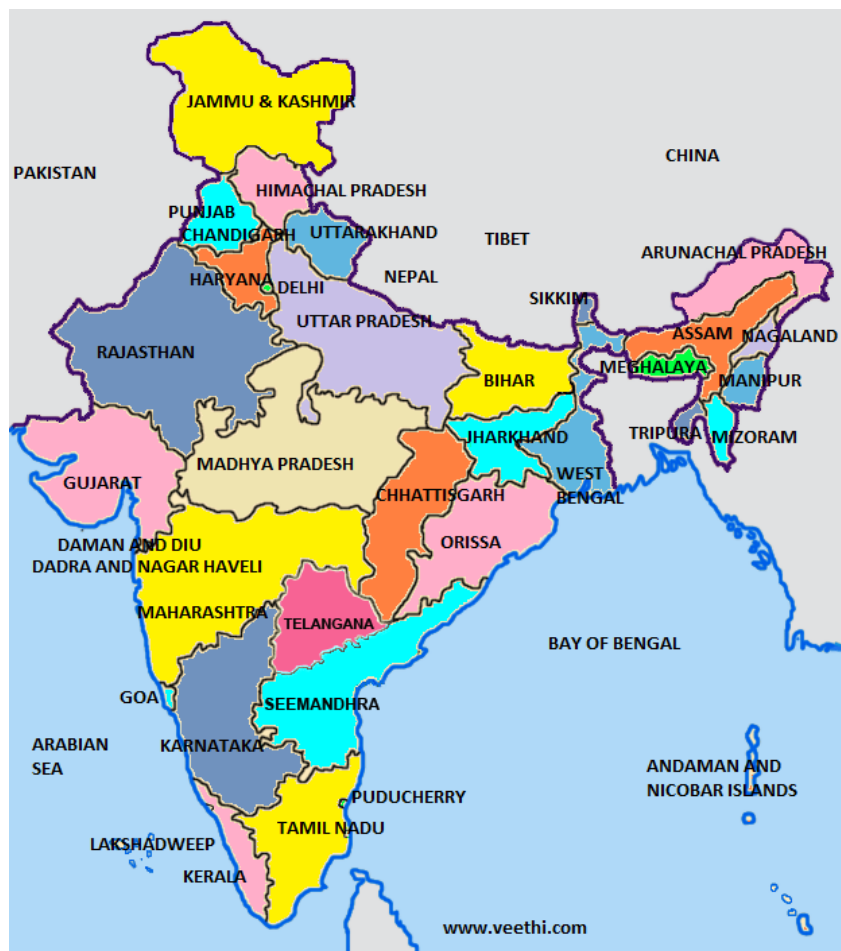 JAMMU & KASHMIR
CHINA
PAKISTAN
HIMACHAL PRADESH
PUNJAB
CHANDIGARH
UTTARAKHAND
TIBET
ARUNACHAL PRADESH
HARYANA
DELHI
NEPAL
SIKKIM
UTTAR PRADESH
ASSAM
NAGALAND
RAJASTHAN
BIHAR
MEGHALAYA
MANIPUR
JHARKHAND
TRIPURA
MIZORAM
MADHYA PRADESH
GUJARAT
CHHATTISGARH
WEST
BENGAL
DAMAN AND DIU
DADRA AND NAGAR HAVELI
ORISSA
MAHARASHTRA
TELANGANA
BAY OF BENGAL
GOA
SEEMANDHRA
ARABIAN
SEA
KARNATAKA
ANDAMAN AND
NICOBAR ISLANDS
PUDUCHERRY
TAMIL NADU
LAKSHADWEEP
KERALA
www.veethi.com